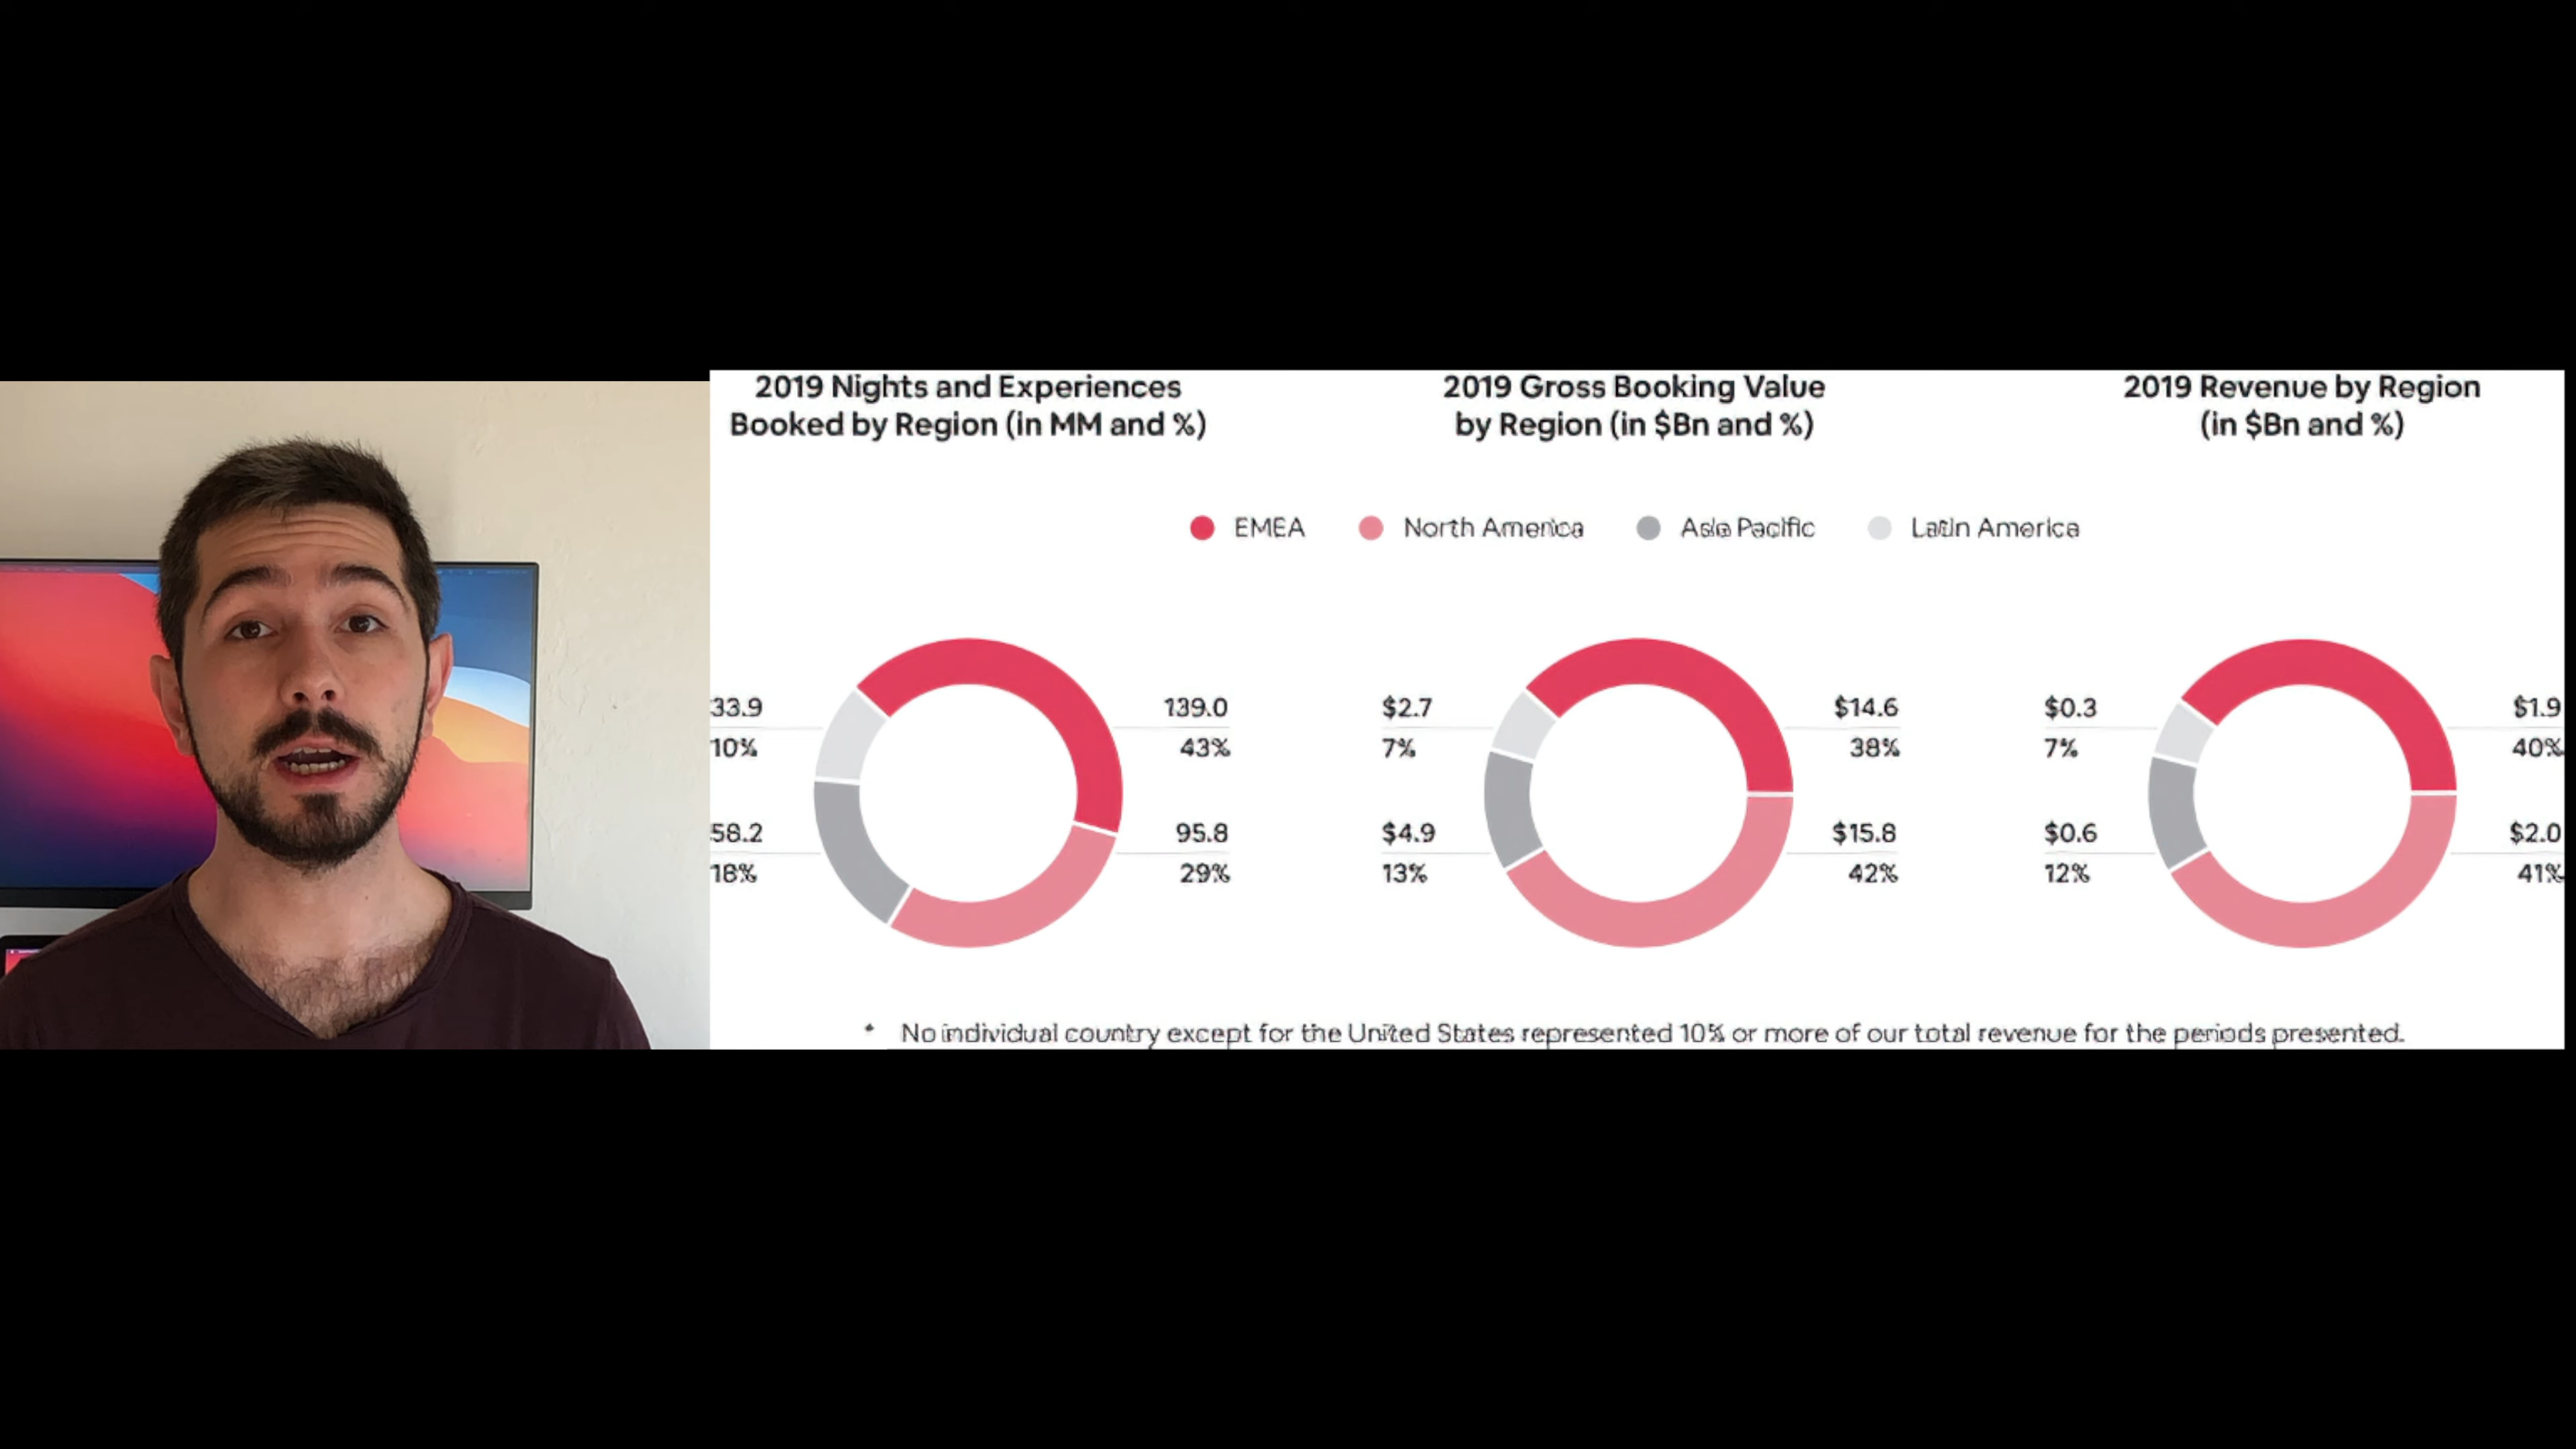 2019 Nights and Experiences
Booked by Region (in MM and %)
2019 Gross Booking Value
by Region (in $Bn and %)
2019 Revenue by Region
(in $Bn and %)
EMEA
North America
Asia Pacific
Latin America
33.9
10%
139.0
43%
58.2
18%
95.8
29%
$2.7
7%
$14.6
38%
$4.9
13%
$15.8
42%
$0.3
7%
$1.9
40%
$0.6
12%
$2.0
41%
* No individual country except for the United States represented 10% or more of our total revenue for the periods presented.